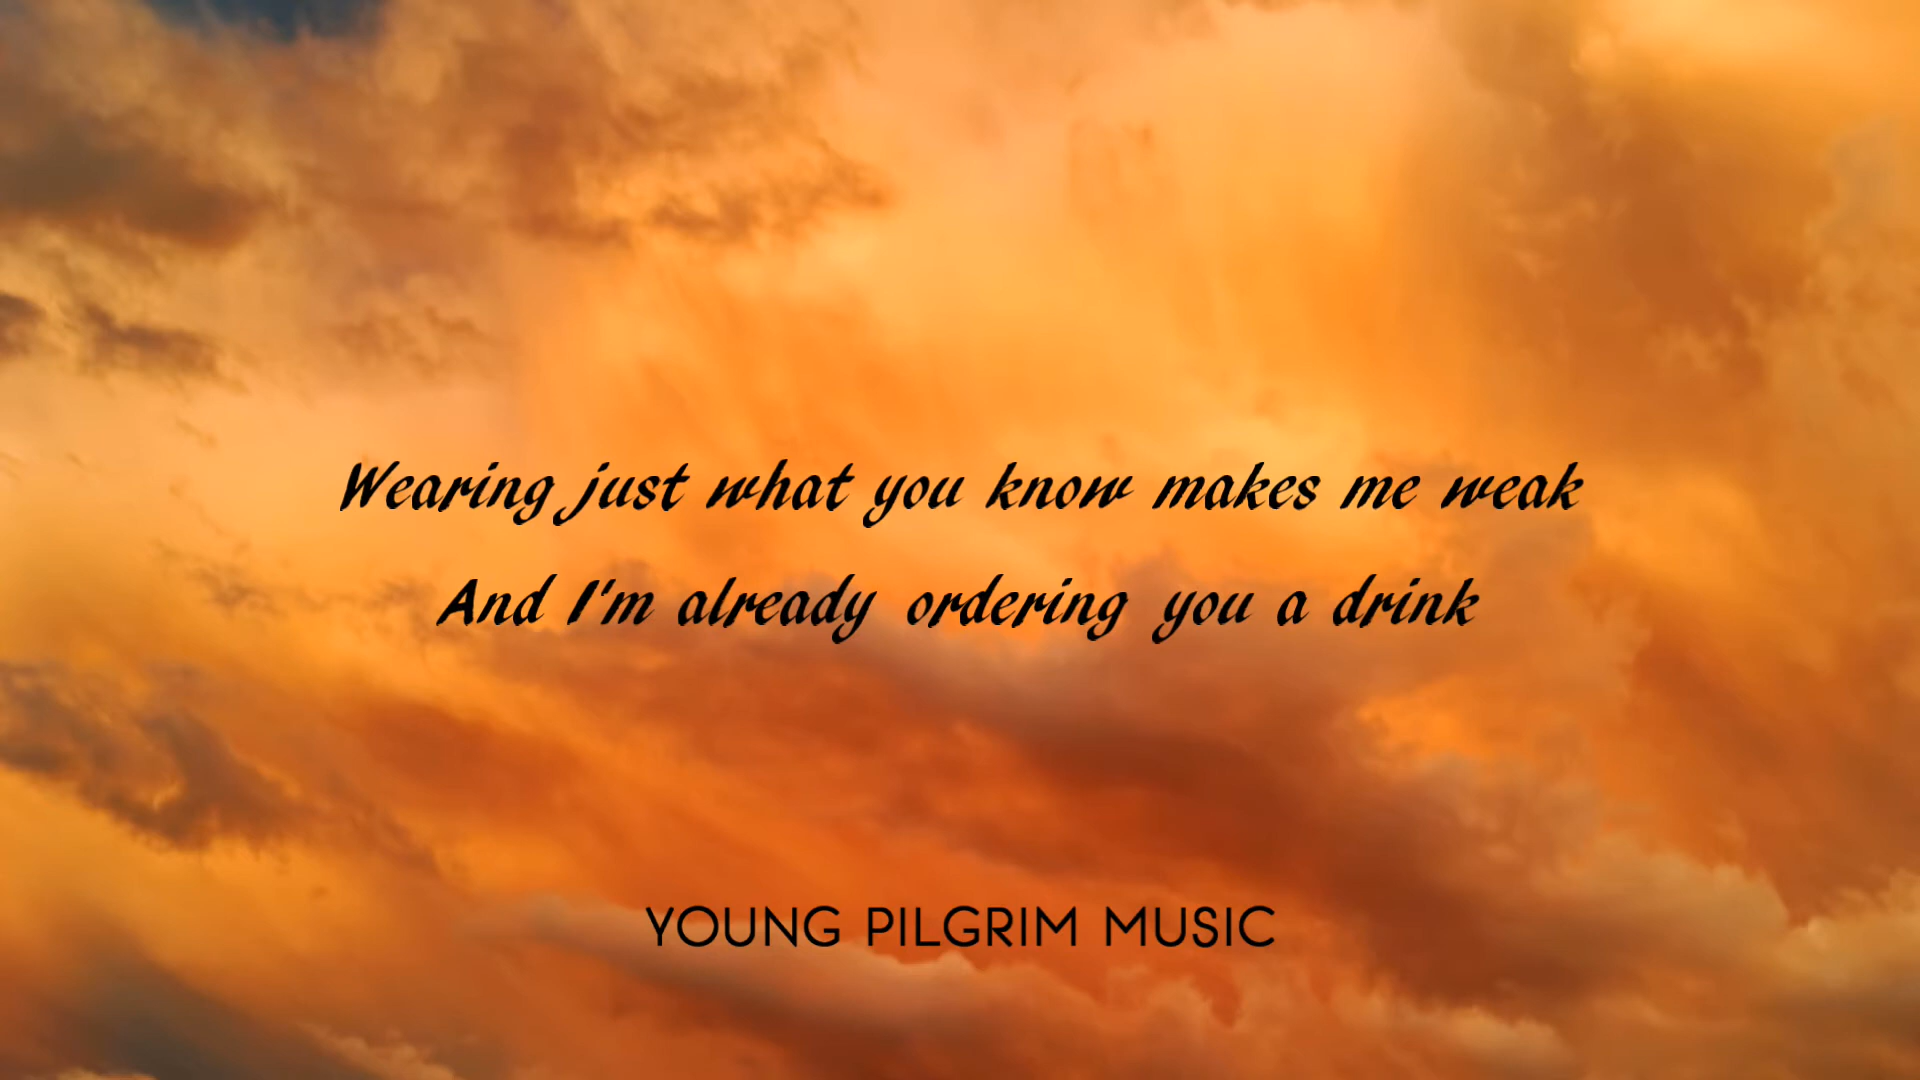 Wearing just what you know makes me weak
And I'm already ordering you a drink
YOUNG PILGRIM MUSIC